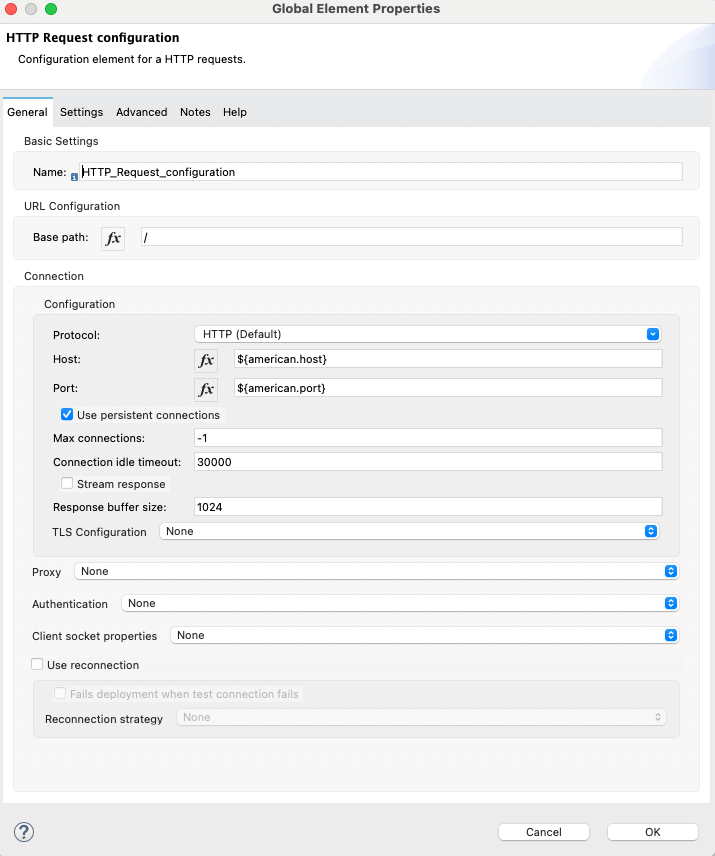 Global Element Properties
HTTP Request configuration
Configuration element for a HTTP requests.
General Settings Advanced Notes Help
Basic Settings
Name: HTTP_Request_configuration
URL Configuration
Base path: fx /
Connection
Configuration
Protocol: HTTP (Default)
Host: fx ${american.host}
Port: fx ${american.port}
Use persistent connections
Max connections: -1
Connection idle timeout: 30000
Stream response
Response buffer size: 1024
TLS Configuration None
Proxy None
Authentication None
Client socket properties None
Use reconnection
Fails deployment when test connection fails
Reconnection strategy None
? Cancel OK